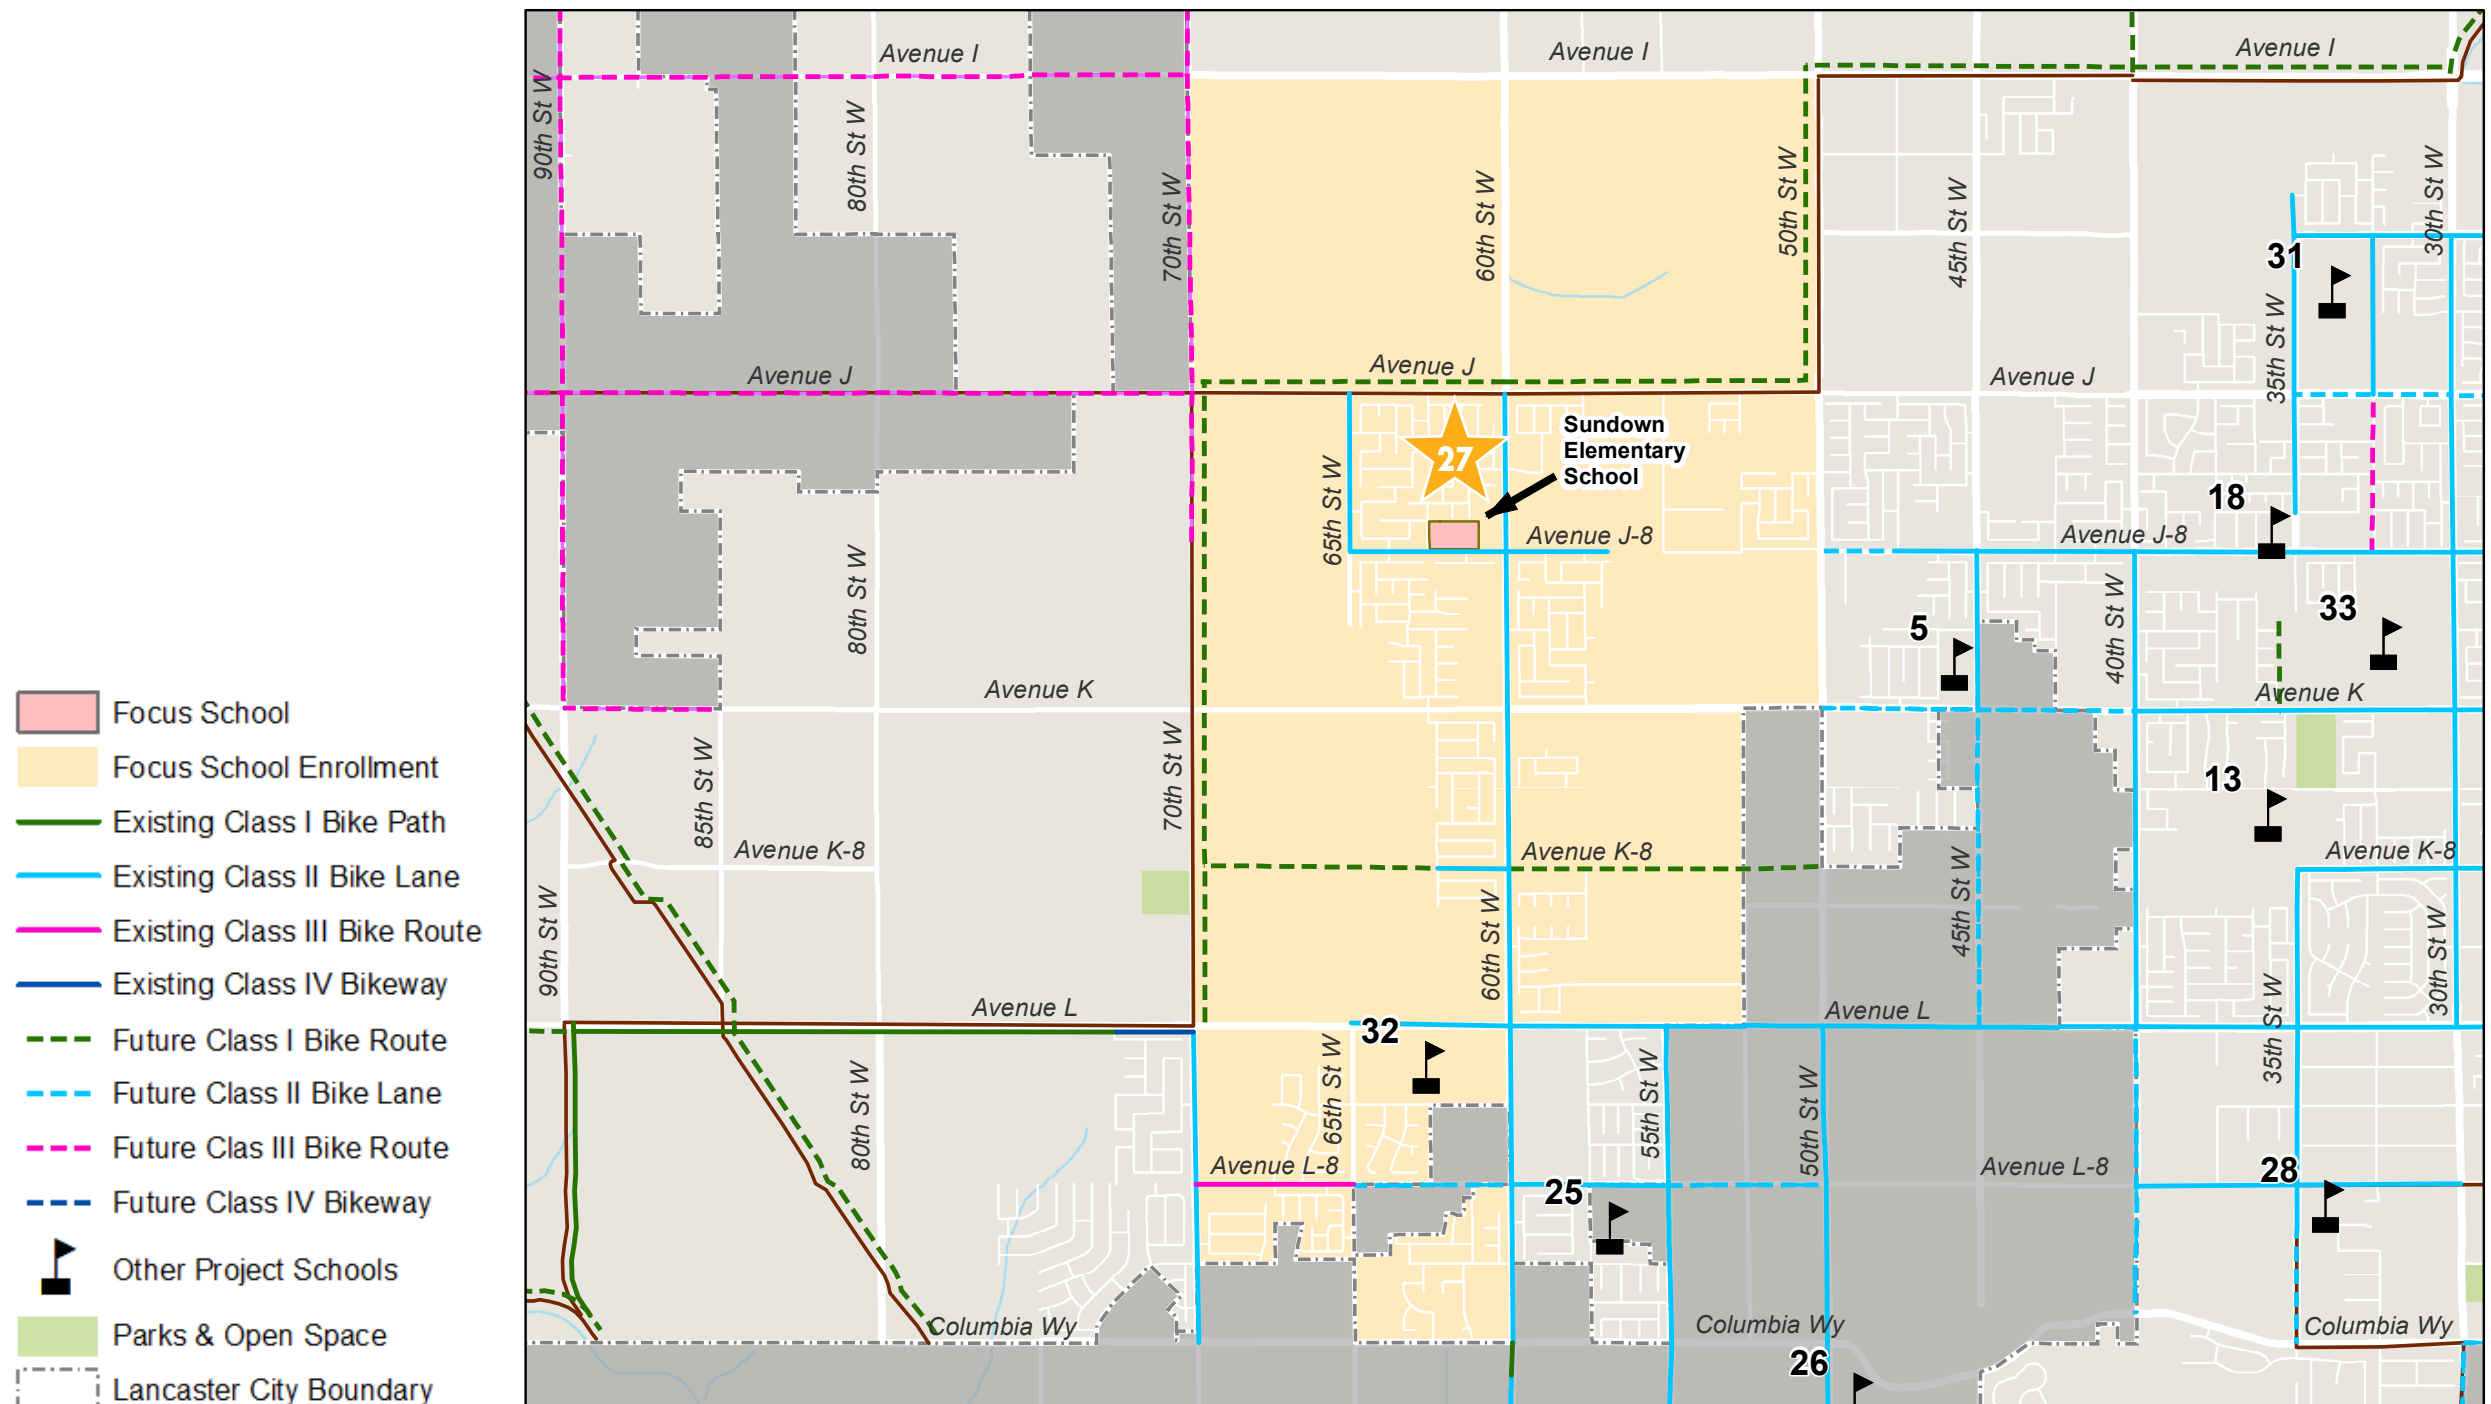 Focus School
Focus School Enrollment
Existing Class I Bike Path
Existing Class II Bike Lane
Existing Class III Bike Route
Existing Class IV Bikeway
Future Class I Bike Route
Future Class II Bike Lane
Future Clas III Bike Route
Future Class IV Bikeway
Other Project Schools
Parks & Open Space
Lancaster City Boundary
Avenue I
Avenue I
Avenue I
90th St W
80th St W
70th St W
60th St W
50th St W
45th St W
30th St W
31
35th St W
Avenue J
Avenue J
Avenue J
27
Sundown
Elementary
School
65th St W
18
Avenue J-8
Avenue J-8
80th St W
40th St W
33
5
Avenue K
Avenue K
85th St W
70th St W
13
Avenue K-8
Avenue K-8
Avenue K-8
90th St W
60th St W
45th St W
30th St W
35th St W
Avenue L
Avenue L
32
80th St W
65th St W
55th St W
50th St W
Avenue L-8
Avenue L-8
25
28
Columbia Wy
Columbia Wy
Columbia Wy
26